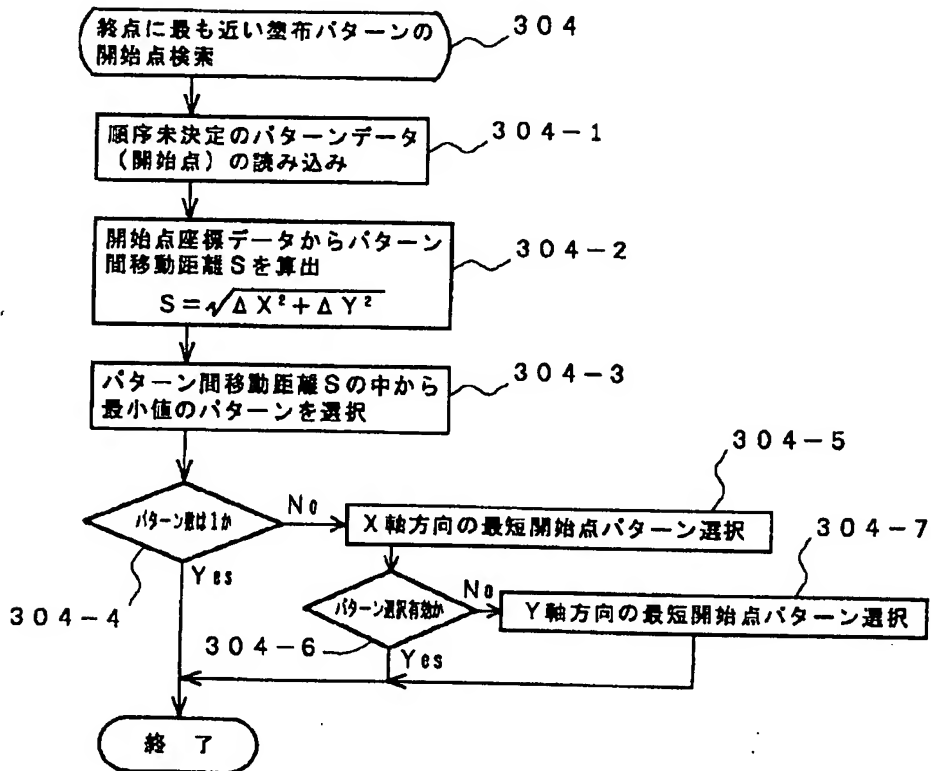 終点に最も近い塗布パターンの
開始点検索
304
順序未決定のパターンデータ
(開始点)の読み込み
304-1
開始点座標データからパターン
間移動距離Sを算出
S=√ΔX²+ΔY²
304-2
パターン間移動距離Sの中から
最小値のパターンを選択
304-3
パターン数は1か
No
Yes
304-4
X軸方向の最短開始点パターン選択
304-5
パターン選択有効か
No
Yes
304-6
Y軸方向の最短開始点パターン選択
304-7
終了